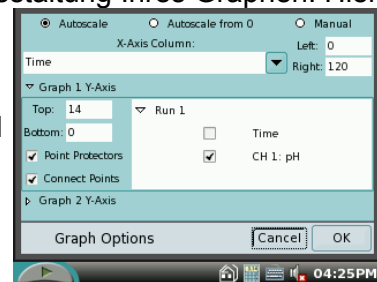 estaltung Ihres Graphen. Hier
Autoscale Autoscale from 0 Manual
X-Axis Column: Left: 0
Time Right: 120
Graph 1 Y-Axis
Top: 14 Run 1
Bottom: 0 Time
Point Protectors CH 1: pH
Connect Points
Graph 2 Y-Axis
Graph Options Cancel OK
04:25PM